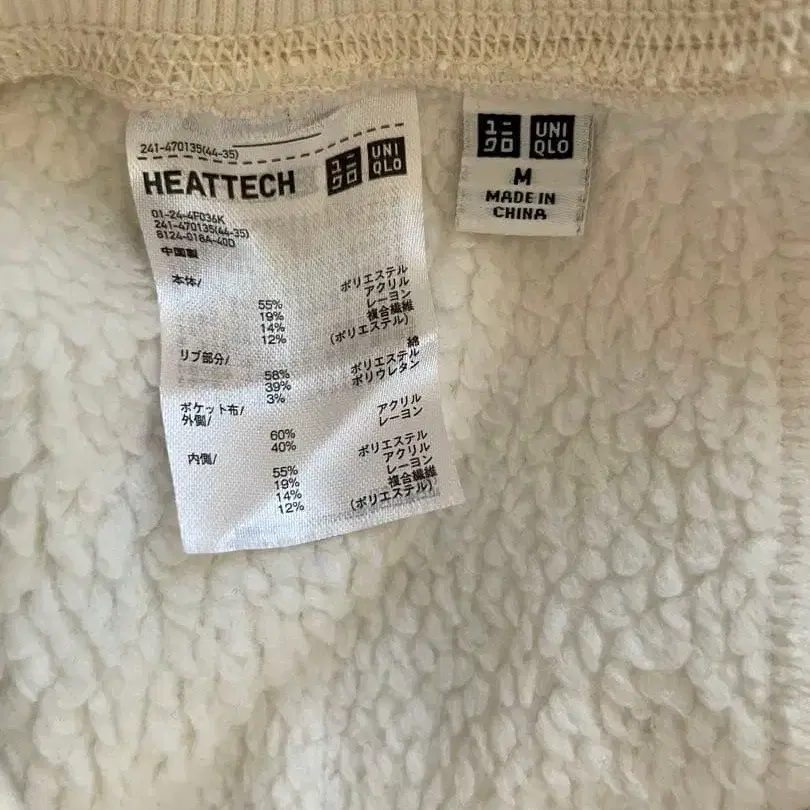 241-470135(44-35)
HEATTECH
ユニクロ
UNIQLO
01-24-4F036K
241-470135(44-35)
8124-018A-40D
中国製
本体/
ポリエステル 55%
アクリル 19%
レーヨン 14%
複合繊維 12%
(ポリエステル)
リブ部分/
綿 58%
ポリエステル 39%
ポリウレタン 3%
ポケット布/
外側/
アクリル 60%
レーヨン 40%
内側/
ポリエステル 55%
アクリル 19%
レーヨン 14%
複合繊維 12%
(ポリエステル)
ユニクロ
UNIQLO
M
MADE IN
CHINA